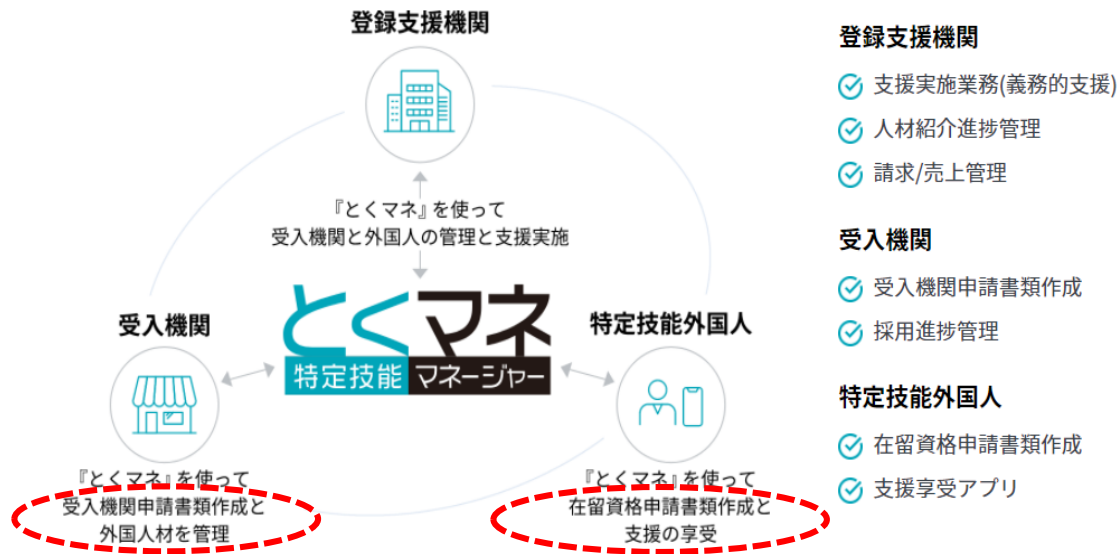 登録支援機関
『とくマネ』を使って
受入機関と外国人の管理と支援実施
とくマネ
特定技能 マネージャー
受入機関
『とくマネ』を使って
受入機関申請書類作成と
外国人材を管理
特定技能外国人
『とくマネ』を使って
在留資格申請書類作成と
支援の享受
登録支援機関
支援実施業務(義務的支援)
人材紹介進捗管理
請求/売上管理
受入機関
受入機関申請書類作成
採用進捗管理
特定技能外国人
在留資格申請書類作成
支援享受アプリ